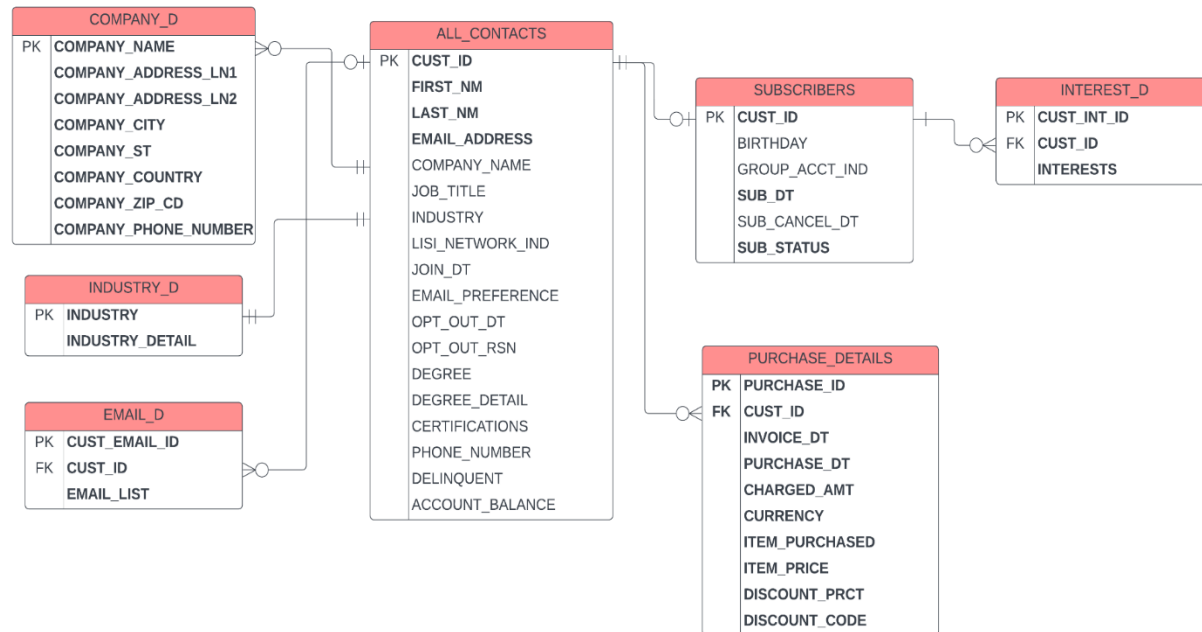 COMPANY_D
PK COMPANY_NAME
COMPANY_ADDRESS_LN1
COMPANY_ADDRESS_LN2
COMPANY_CITY
COMPANY_ST
COMPANY_COUNTRY
COMPANY_ZIP_CD
COMPANY_PHONE_NUMBER
INDUSTRY_D
PK INDUSTRY
INDUSTRY_DETAIL
EMAIL_D
PK CUST_EMAIL_ID
FK CUST_ID
EMAIL_LIST
ALL_CONTACTS
PK CUST_ID
FIRST_NM
LAST_NM
EMAIL_ADDRESS
COMPANY_NAME
JOB_TITLE
INDUSTRY
LISI_NETWORK_IND
JOIN_DT
EMAIL_PREFERENCE
OPT_OUT_DT
OPT_OUT_RSN
DEGREE
DEGREE_DETAIL
CERTIFICATIONS
PHONE_NUMBER
DELINQUENT
ACCOUNT_BALANCE
SUBSCRIBERS
PK CUST_ID
BIRTHDAY
GROUP_ACCT_IND
SUB_DT
SUB_CANCEL_DT
SUB_STATUS
INTEREST_D
PK CUST_INT_ID
FK CUST_ID
INTERESTS
PURCHASE_DETAILS
PK PURCHASE_ID
FK CUST_ID
INVOICE_DT
PURCHASE_DT
CHARGED_AMT
CURRENCY
ITEM_PURCHASED
ITEM_PRICE
DISCOUNT_PRCT
DISCOUNT_CODE